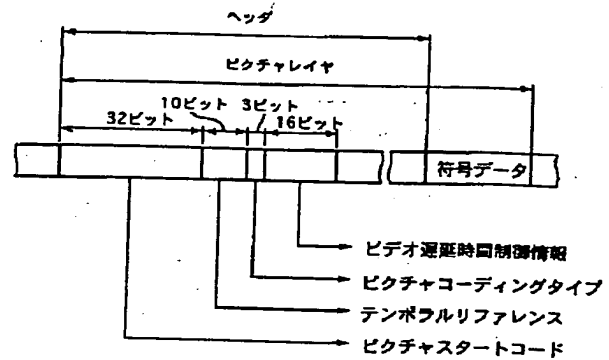 ヘッダ
ピクチャレイヤ
10ビット 3ビット
32ビット 16ビット
符号データ
ビデオ遅延時間制御情報
ピクチャコーディングタイプ
テンポラルリファレンス
ピクチャスタートコード